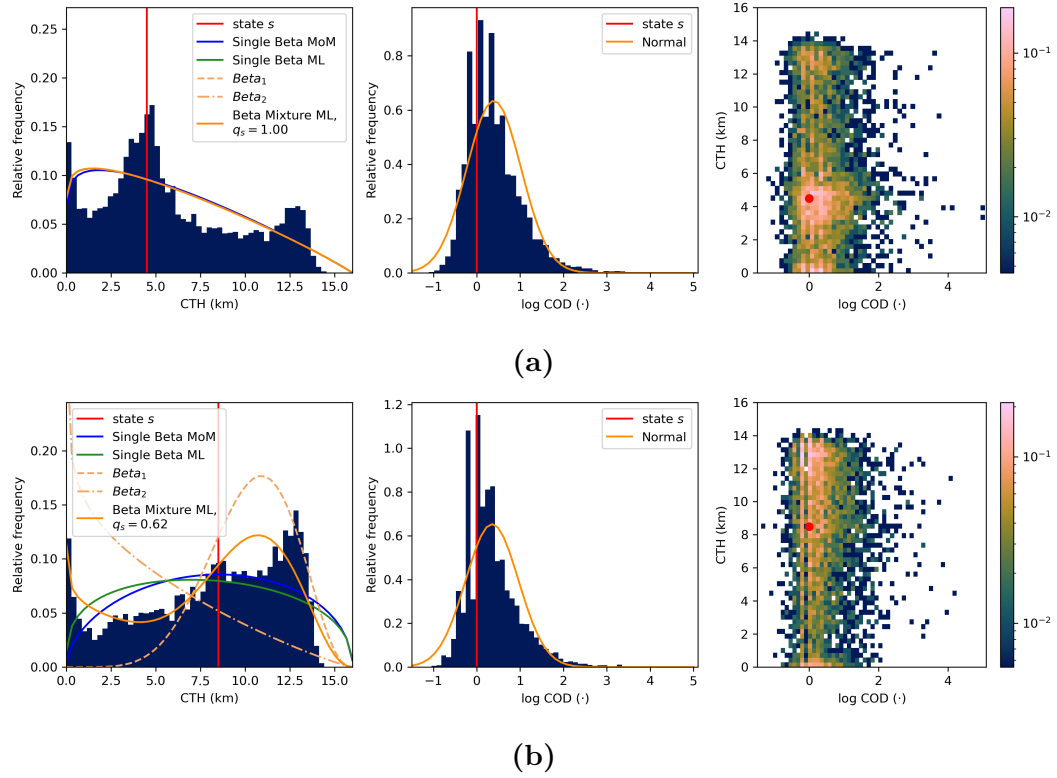 state s
Single Beta MoM
Single Beta ML
Beta₁
Beta₂
Beta Mixture ML,
qₛ = 1.00
Relative frequency
0.00
0.05
0.10
0.15
0.20
0.25
0.0 2.5 5.0 7.5 10.0 12.5 15.0
CTH (km)
state s
Normal
Relative frequency
0.0
0.2
0.4
0.6
0.8
−1 0 1 2 3 4 5
log COD (·)
CTH (km)
0
2
4
6
8
10
12
14
16
0 2 4
log COD (·)
10⁻¹
10⁻²
(a)
state s
Single Beta MoM
Single Beta ML
Beta₁
Beta₂
Beta Mixture ML,
qₛ = 0.62
Relative frequency
0.00
0.05
0.10
0.15
0.20
0.0 2.5 5.0 7.5 10.0 12.5 15.0
CTH (km)
state s
Normal
Relative frequency
0.0
0.2
0.4
0.6
0.8
1.0
1.2
−1 0 1 2 3 4 5
log COD (·)
CTH (km)
0
2
4
6
8
10
12
14
16
0 2 4
log COD (·)
10⁻¹
10⁻²
(b)